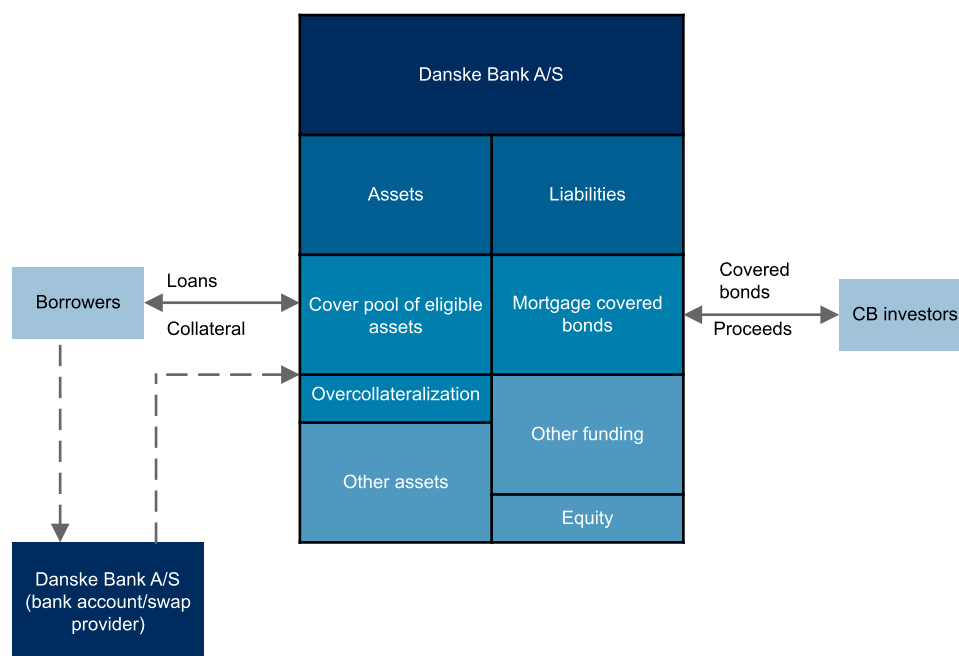 Danske Bank A/S
Assets
Liabilities
Borrowers
Loans
Collateral
Cover pool of eligible
assets
Mortgage covered
bonds
Covered
bonds
Proceeds
CB investors
Overcollateralization
Other funding
Other assets
Equity
Danske Bank A/S
(bank account/swap
provider)